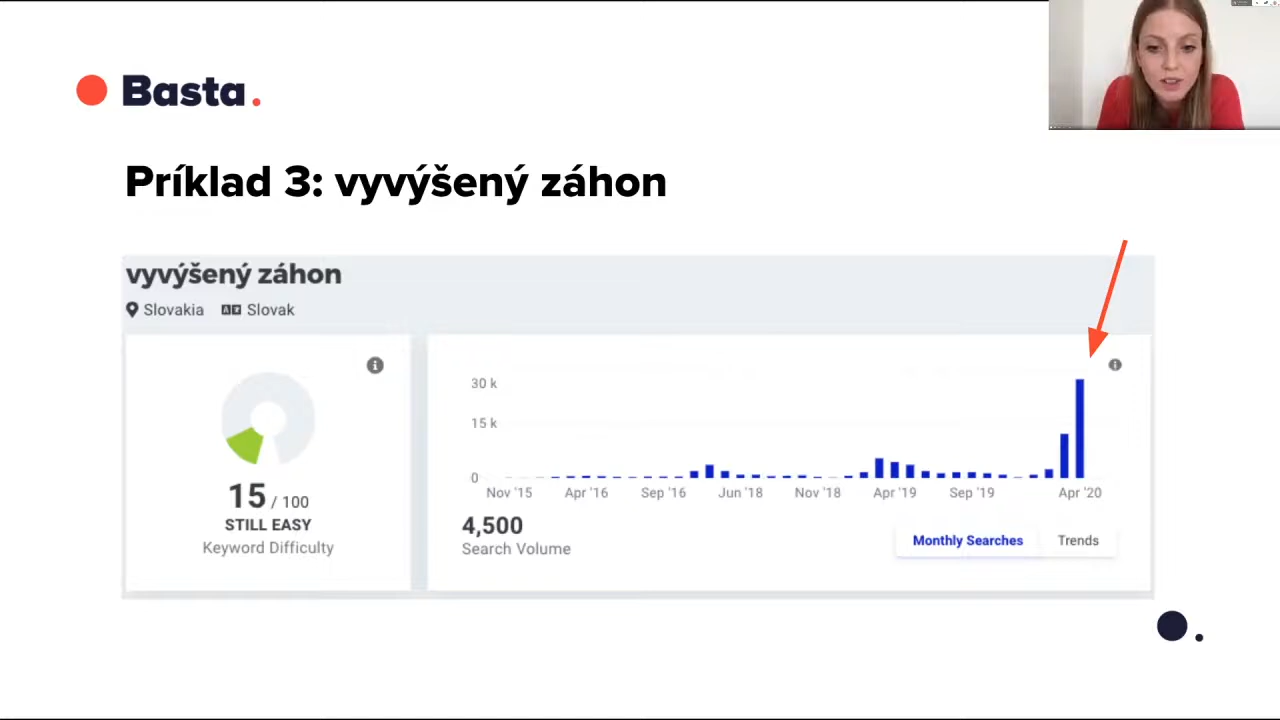 Basta.
Príklad 3: vyvýšený záhon
vyvýšený záhon
Slovakia Slovak
15 / 100
STILL EASY
Keyword Difficulty
30 k
15 k
0
Nov '15 Apr '16 Sep '16 Jun '18 Nov '18 Apr '19 Sep '19 Apr '20
4,500
Search Volume
Monthly Searches Trends